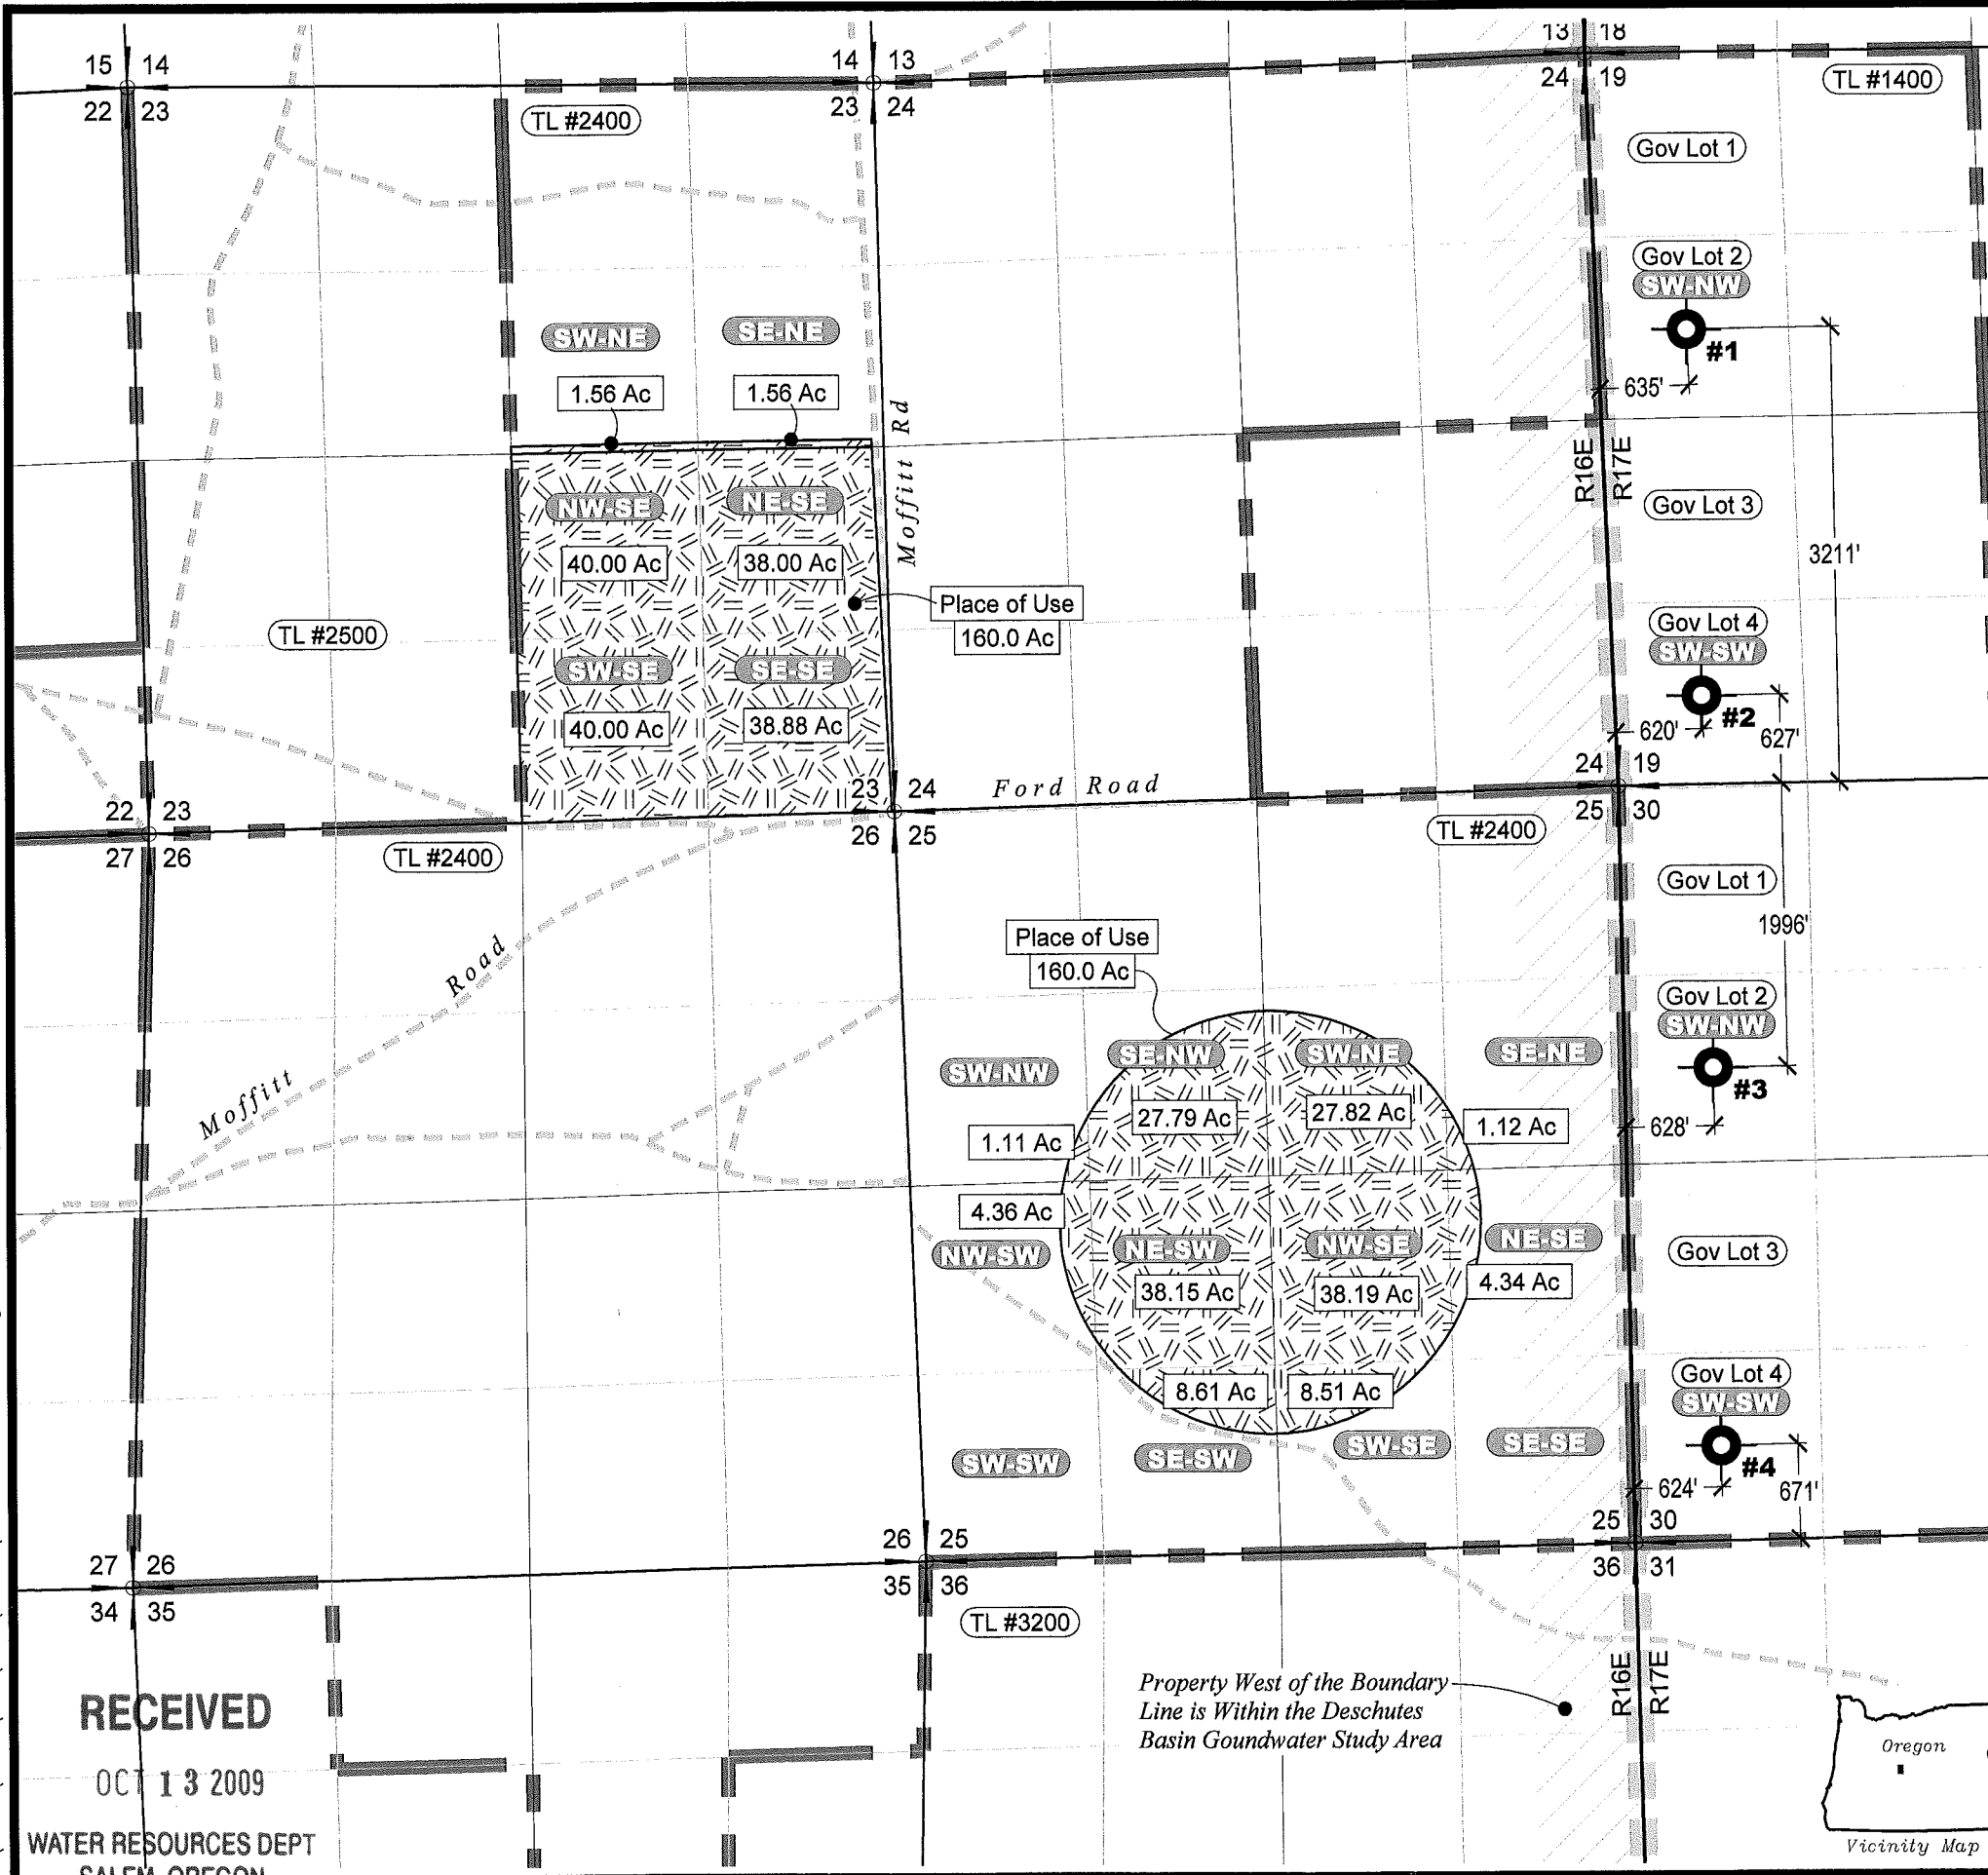 15 14
22 23
14 13
23 24
13 18
24 19
TL #2400
TL #1400
Gov Lot 1
Gov Lot 2
SW-NW
#1
635'
SW-NE
SE-NE
1.56 Ac
1.56 Ac
Moffitt Rd
R16E
R17E
NW-SE
NE-SE
40.00 Ac
38.00 Ac
Gov Lot 3
3211'
Place of Use
160.0 Ac
TL #2500
SW-SE
SE-SE
40.00 Ac
38.88 Ac
Gov Lot 4
SW-SW
#2
620'
627'
22 23
27 26
23 24
26 25
Ford Road
24 19
25 30
TL #2400
TL #2400
Gov Lot 1
1996'
Place of Use
160.0 Ac
Moffitt Road
Gov Lot 2
SW-NW
#3
628'
SW-NW
SE-NW
SW-NE
SE-NE
1.11 Ac
27.79 Ac
27.82 Ac
1.12 Ac
4.36 Ac
NW-SW
NE-SW
NW-SE
NE-SE
38.15 Ac
38.19 Ac
4.34 Ac
Gov Lot 3
8.61 Ac
8.51 Ac
Gov Lot 4
SW-SW
#4
624'
671'
SW-SW
SE-SW
SW-SE
SE-SE
27 26
34 35
26 25
35 36
25 30
36 31
TL #3200
R16E
R17E
Property West of the Boundary
Line is Within the Deschutes
Basin Goundwater Study Area
RECEIVED
OCT 13 2009
WATER RESOURCES DEPT
SALEM, OREGON
Oregon
Vicinity Map